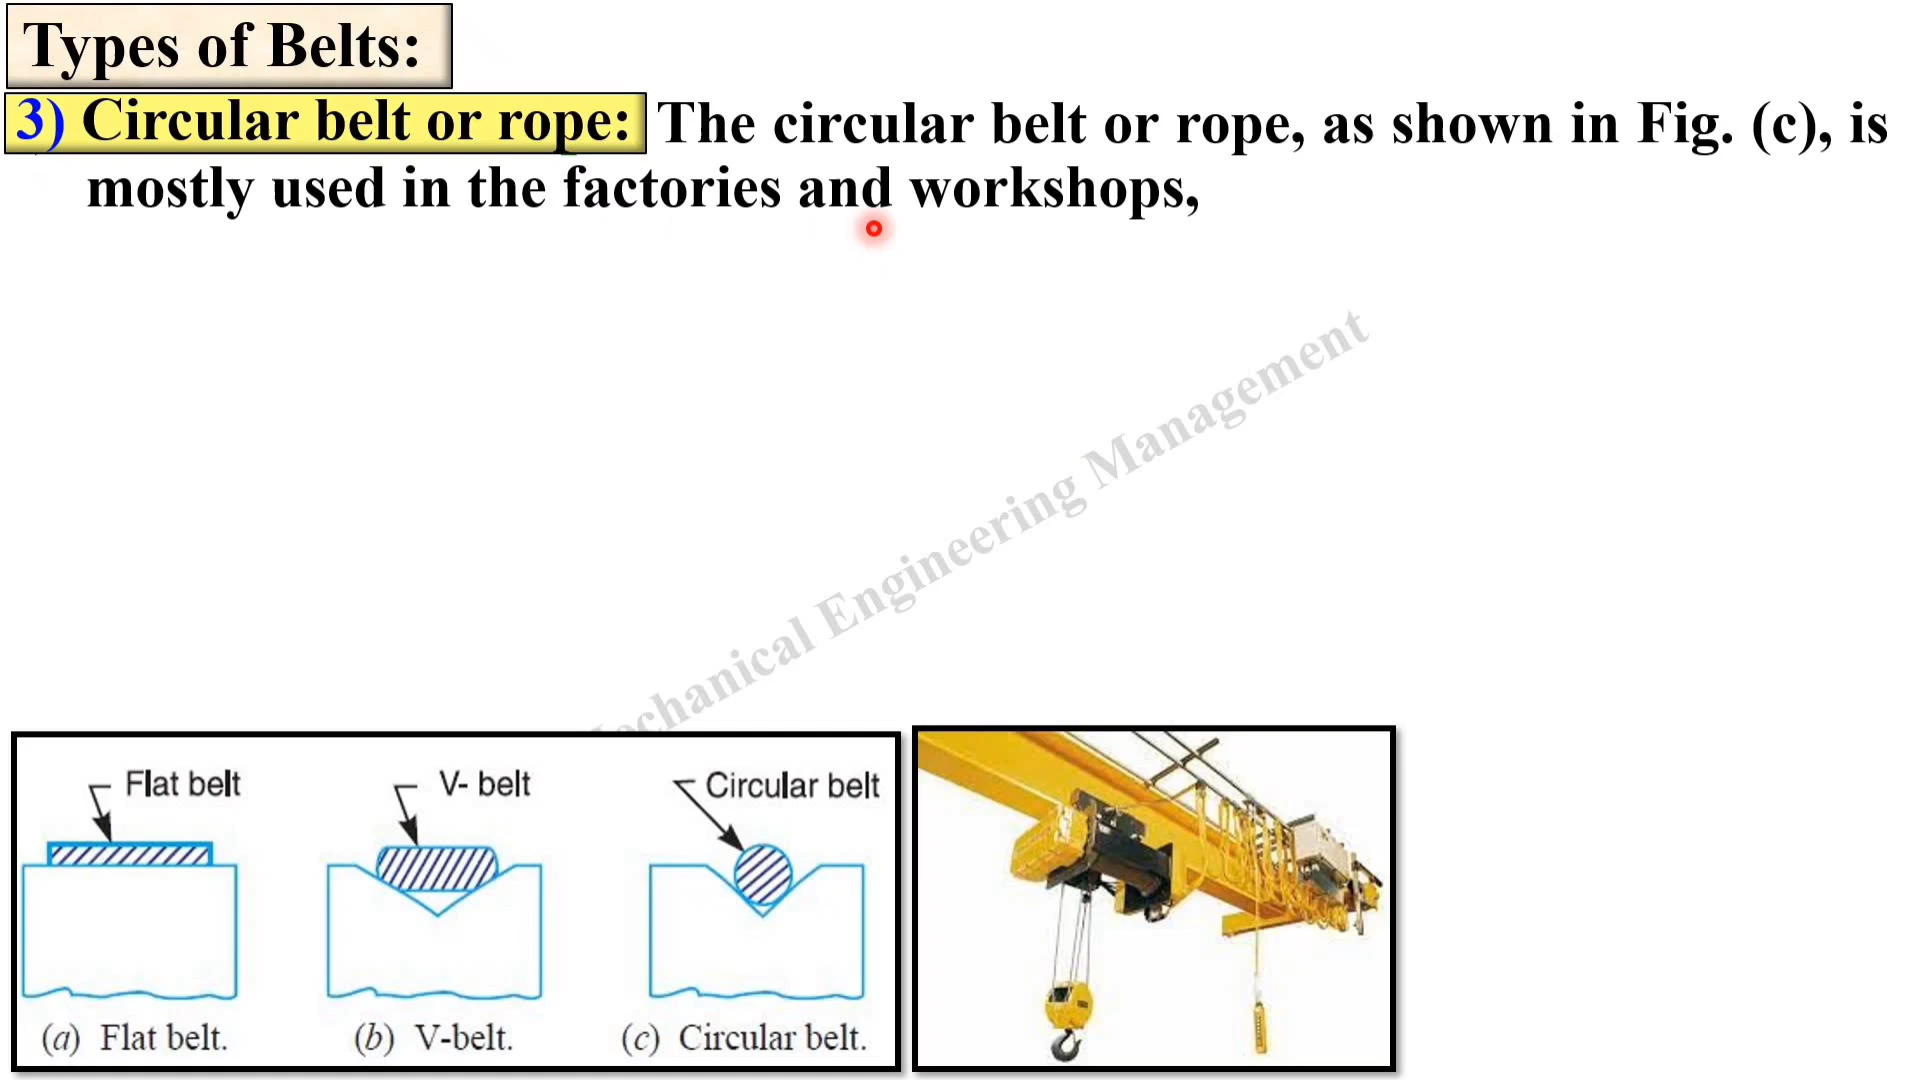 Types of Belts:
3) Circular belt or rope: The circular belt or rope, as shown in Fig. (c), is
mostly used in the factories and workshops,
Mechanical Engineering Management
Flat belt
V- belt
Circular belt
(a) Flat belt.
(b) V-belt.
(c) Circular belt.